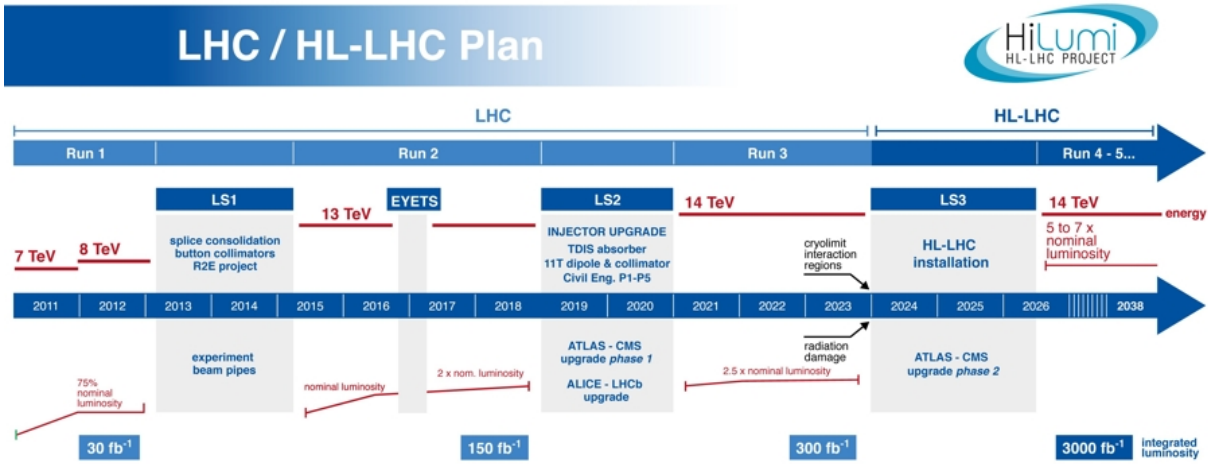 LHC / HL-LHC Plan
HiLumi
HL-LHC PROJECT
LHC
HL-LHC
Run 1
Run 2
Run 3
Run 4 - 5...
LS1
EYETS
LS2
LS3
13 TeV
14 TeV
14 TeV
energy
splice consolidation
button collimators
R2E project
INJECTOR UPGRADE
TDIS absorber
11T dipole & collimator
Civil Eng. P1-P5
cryolimit
interaction
regions
HL-LHC
installation
5 to 7 x
nominal
luminosity
7 TeV
8 TeV
2011
2012
2013
2014
2015
2016
2017
2018
2019
2020
2021
2022
2023
2024
2025
2026
2038
experiment
beam pipes
ATLAS - CMS
upgrade phase 1
ALICE - LHCb
upgrade
radiation
damage
ATLAS - CMS
upgrade phase 2
75%
nominal
luminosity
nominal luminosity
2 x nom. luminosity
2.5 x nominal luminosity
30 fb-1
150 fb-1
300 fb-1
3000 fb-1
integrated
luminosity